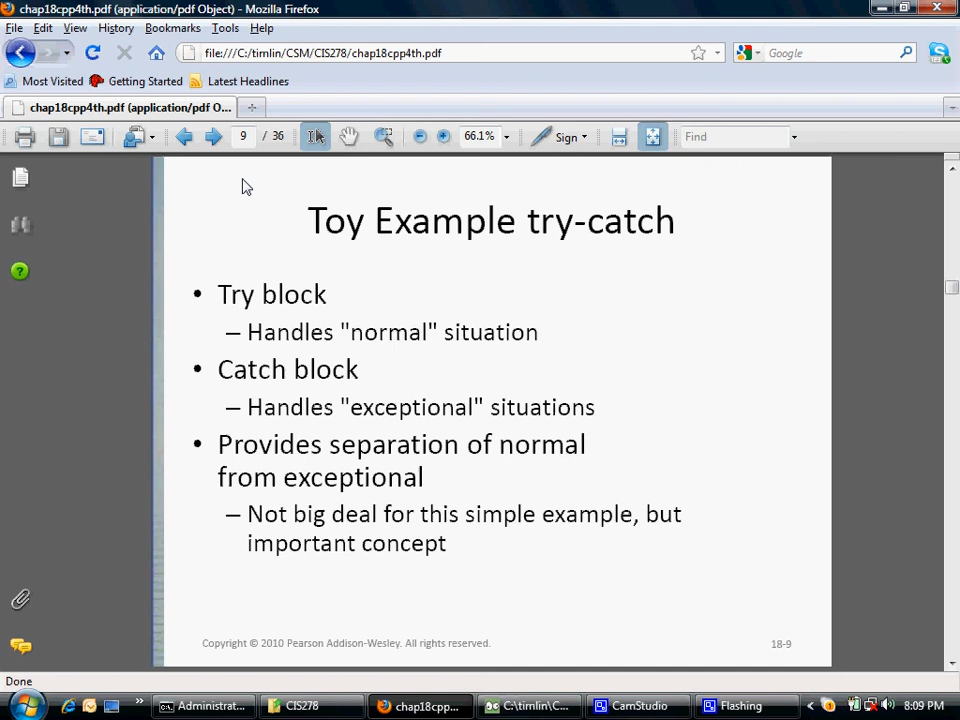 chap18cpp4th.pdf (application/pdf Object) - Mozilla Firefox
File Edit View History Bookmarks Tools Help
file:///C:/timlin/CSM/CIS278/chap18cpp4th.pdf
Google
Most Visited Getting Started Latest Headlines
chap18cpp4th.pdf (application/pdf O...
9 / 36 66.1% Sign Find
Toy Example try-catch
• Try block
– Handles "normal" situation
• Catch block
– Handles "exceptional" situations
• Provides separation of normal
from exceptional
– Not big deal for this simple example, but
important concept
Copyright © 2010 Pearson Addison-Wesley. All rights reserved.
18-9
Done
Administrat... CIS278 chap18cpp... C:\timlin\C... CamStudio Flashing 8:09 PM